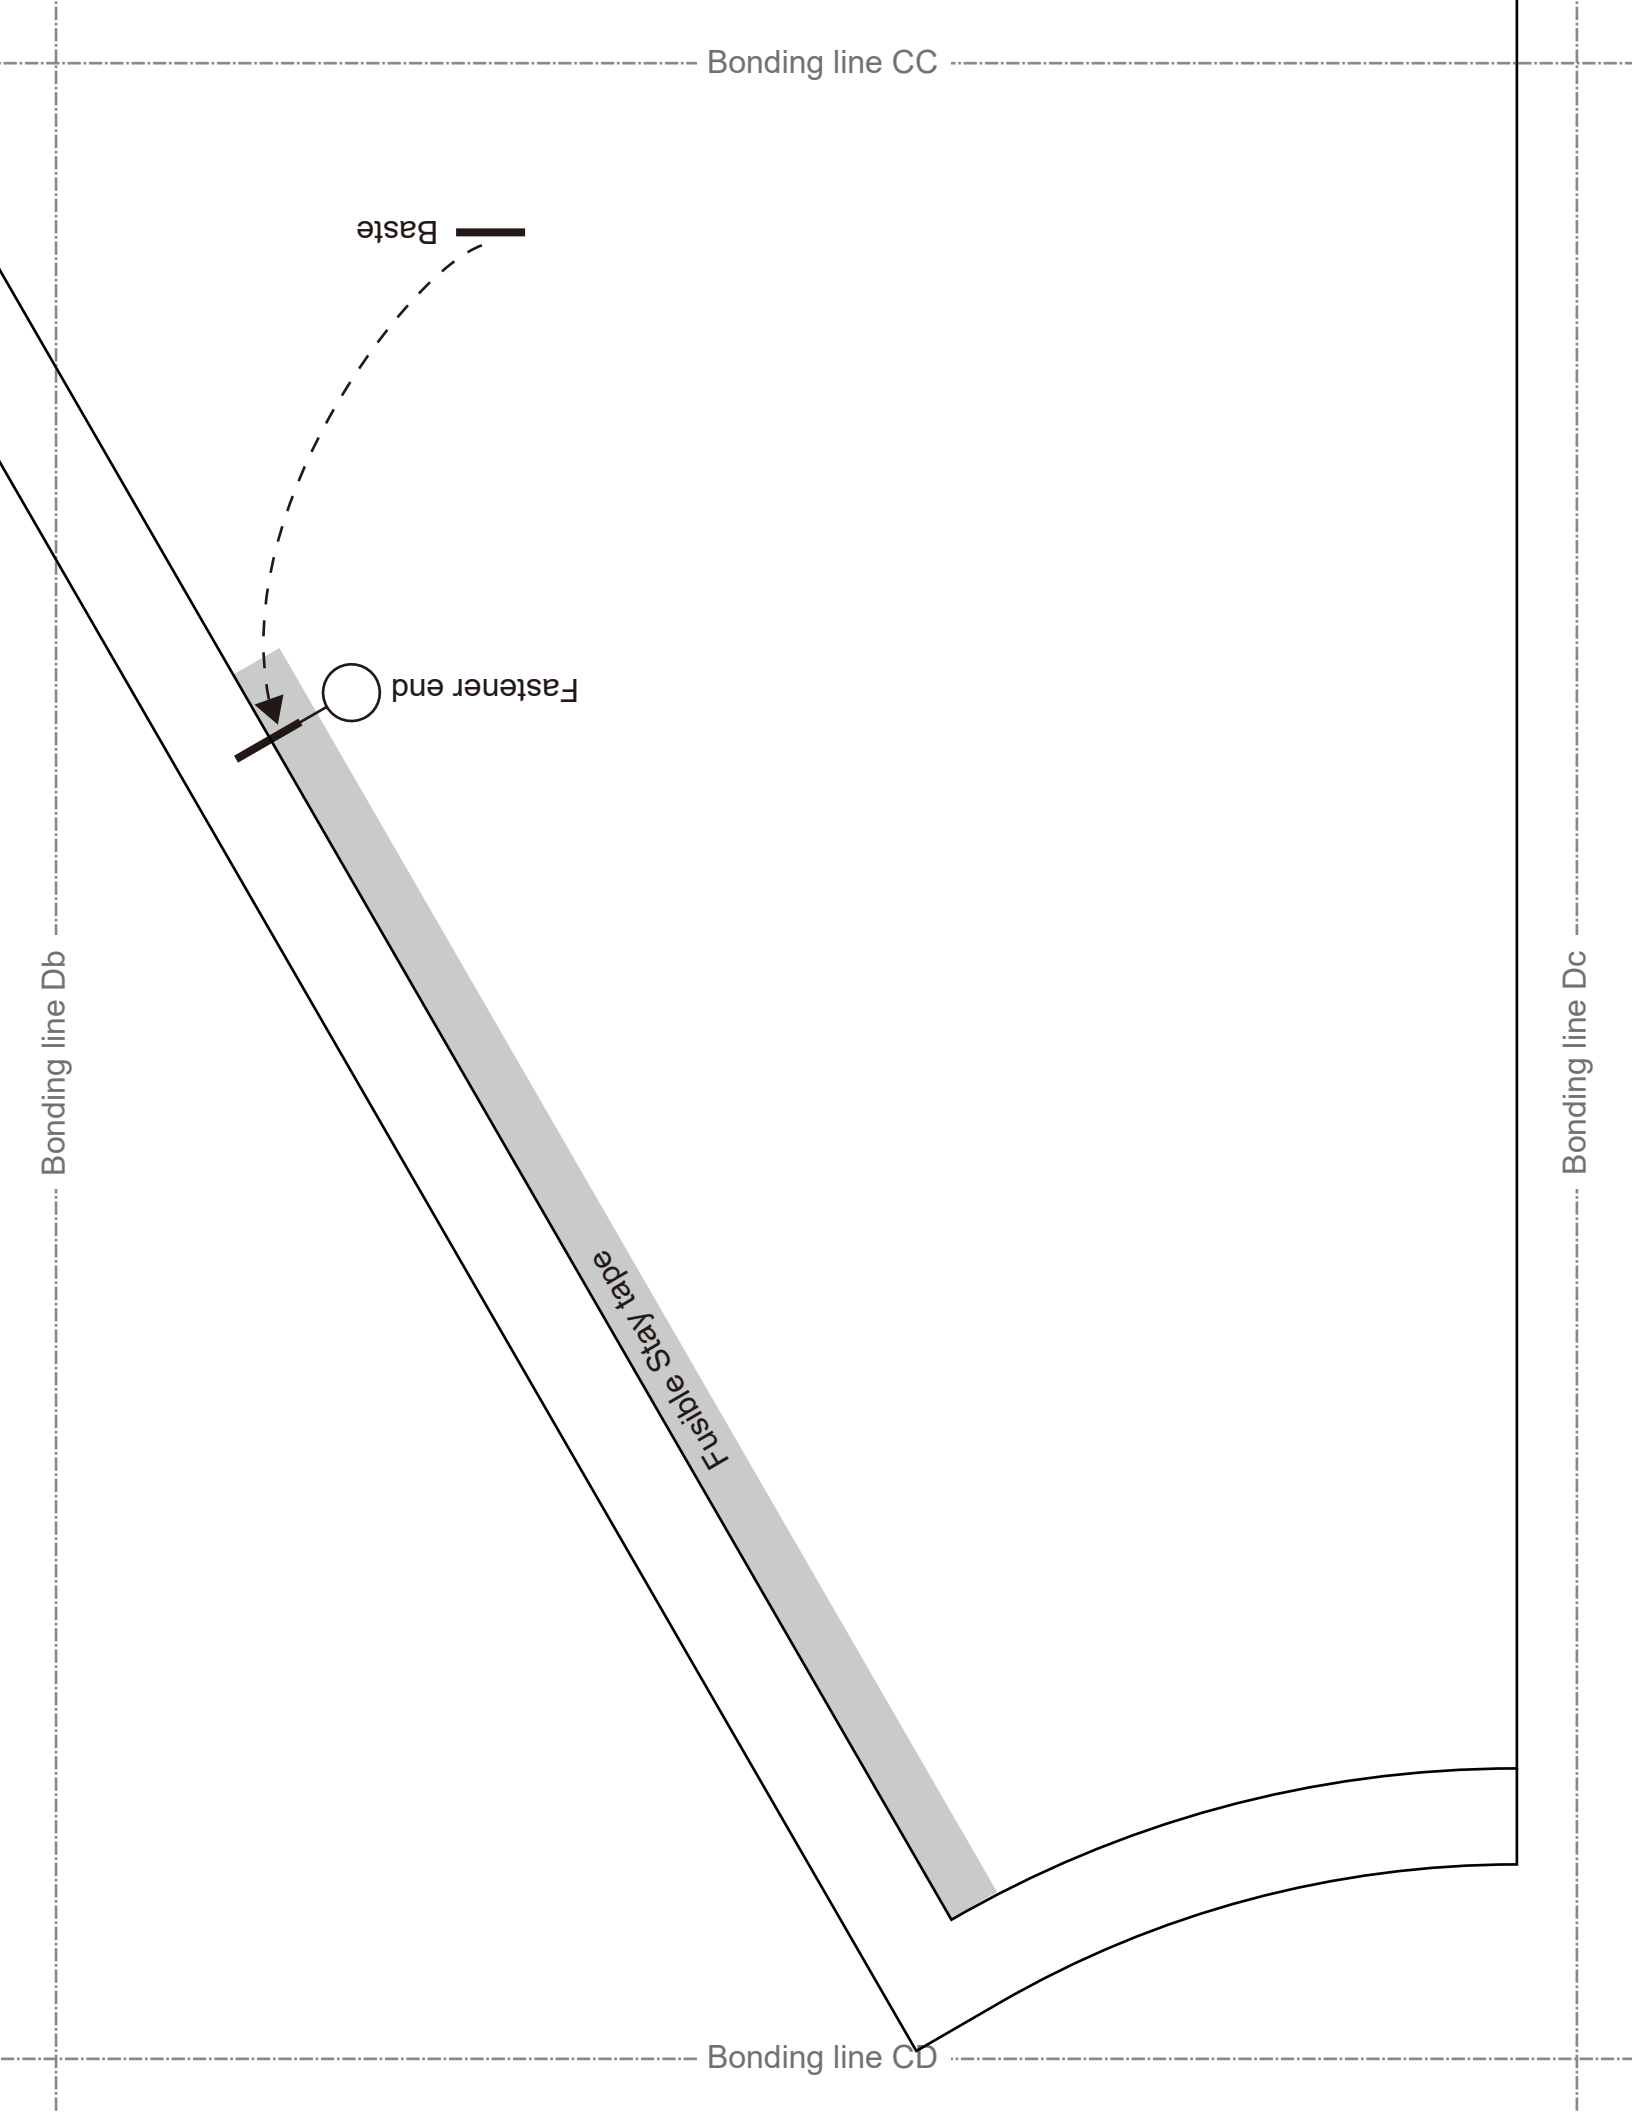 Bonding line CC
Baste
Fastener end
Bonding line Db
Bonding line Dc
Fusible Stay tape
Bonding line CD